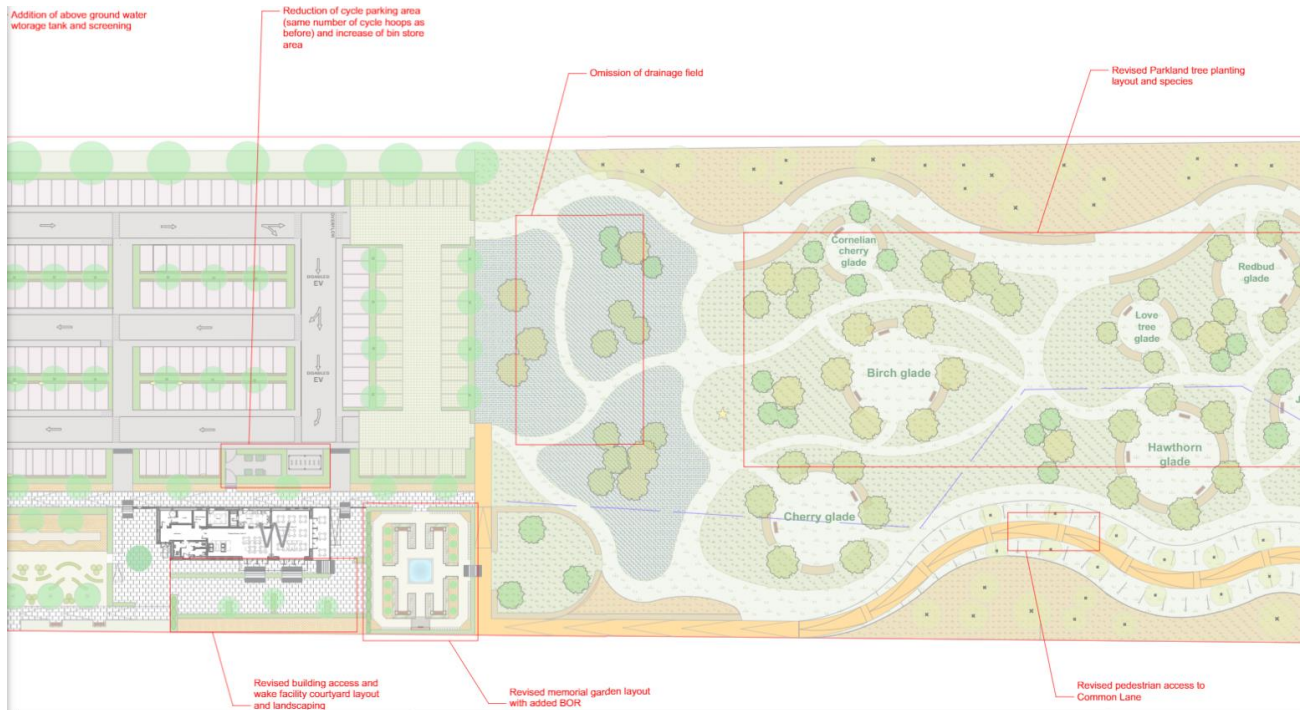 Addition of above ground water
wtorage tank and screening
Reduction of cycle parking area
(same number of cycle hoops as
before) and increase of bin store
area
Omission of drainage field
Revised Parkland tree planting
layout and species
Cornelian
cherry
glade
Redbud
glade
Love
tree
glade
EV
Birch glade
EV
Hawthorn
glade
Cherry glade
W
Revised building access and
wake facility courtyard layout
and landscaping
Revised memorial garden layout
with added BOR
Revised pedestrian access to
Common Lane